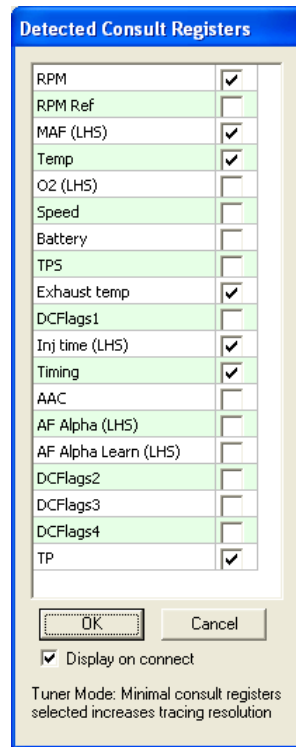 Detected Consult Registers
RPM
RPM Ref
MAF (LHS)
Temp
O2 (LHS)
Speed
Battery
TPS
Exhaust temp
DCFlags1
Inj time (LHS)
Timing
AAC
AF Alpha (LHS)
AF Alpha Learn (LHS)
DCFlags2
DCFlags3
DCFlags4
TP
OK Cancel
Display on connect
Tuner Mode: Minimal consult registers
selected increases tracing resolution